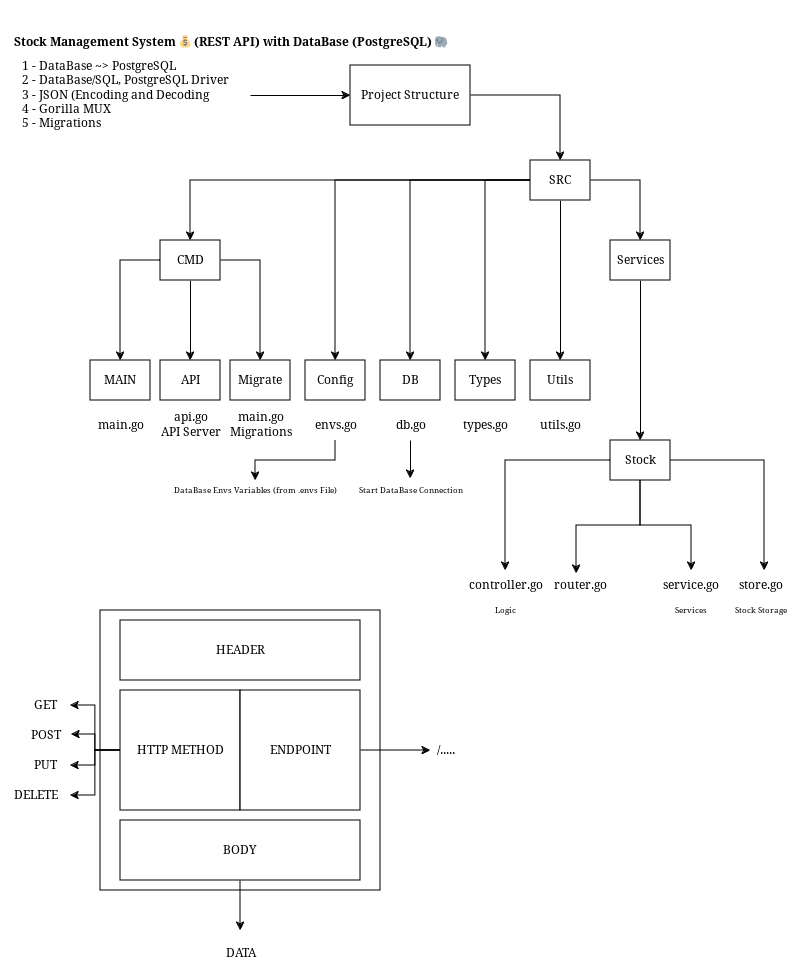 Stock Management System 💰 (REST API) with DataBase (PostgreSQL) 🐘
1 - DataBase ~> PostgreSQL
2 - DataBase/SQL, PostgreSQL Driver
3 - JSON (Encoding and Decoding
4 - Gorilla MUX
5 - Migrations
Project Structure
SRC
CMD
Services
MAIN
API
Migrate
Config
DB
Types
Utils
main.go
api.go
API Server
main.go
Migrations
envs.go
db.go
types.go
utils.go
DataBase Envs Variables (from .envs File)
Start DataBase Connection
Stock
controller.go
router.go
service.go
store.go
Logic
Services
Stock Storage
HEADER
GET
POST
PUT
DELETE
HTTP METHOD
ENDPOINT
/.....
BODY
DATA